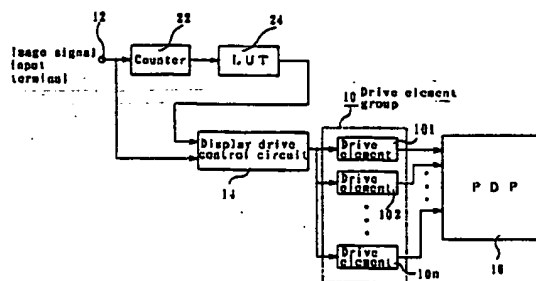 12
22
24
Image signal
input
terminal
Counter
LUT
10
Drive element
group
Display drive
control circuit
14
Drive
element
101
Drive
element
102
Drive
element
10n
PDP
16